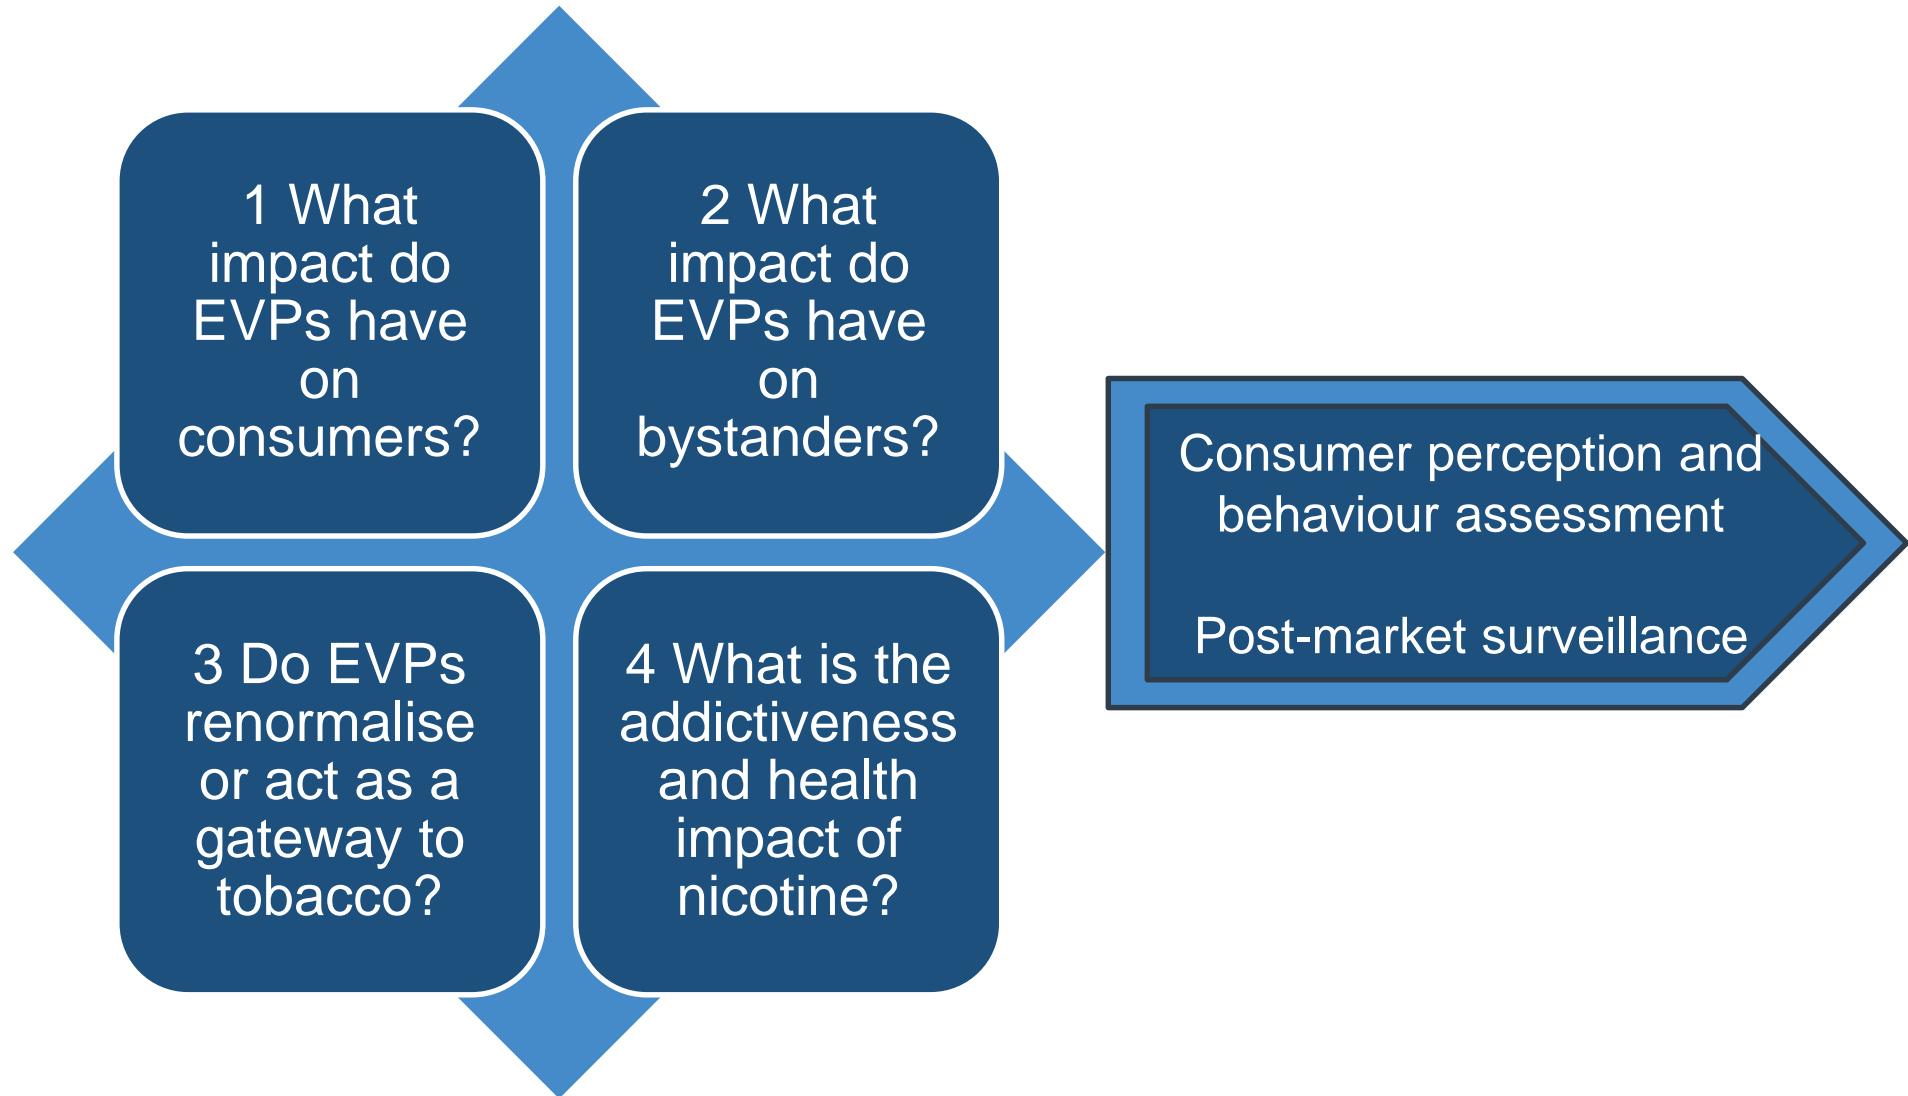 1 What
impact do
EVPs have
on
consumers?
2 What
impact do
EVPs have
on
bystanders?
3 Do EVPs
renormalise
or act as a
gateway to
tobacco?
4 What is the
addictiveness
and health
impact of
nicotine?
Consumer perception and
behaviour assessment
Post-market surveillance